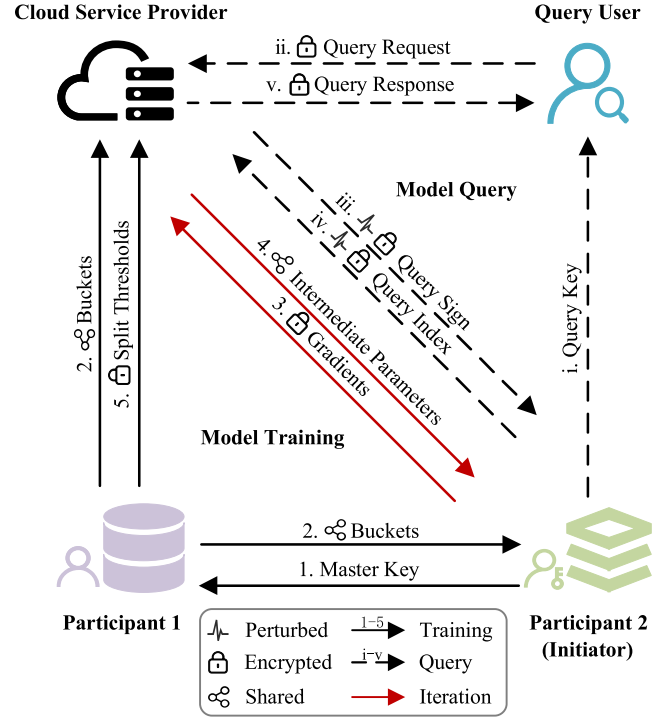 Cloud Service Provider
Query User
ii. Query Request
v. Query Response
Model Query
iii. Query Sign
iv. Query Index
4. Intermediate Parameters
3. Gradients
2. Buckets
5. Split Thresholds
i. Query Key
Model Training
2. Buckets
1. Master Key
Participant 1
Participant 2
(Initiator)
Perturbed
1-5
Training
Encrypted
i-v
Query
Shared
Iteration